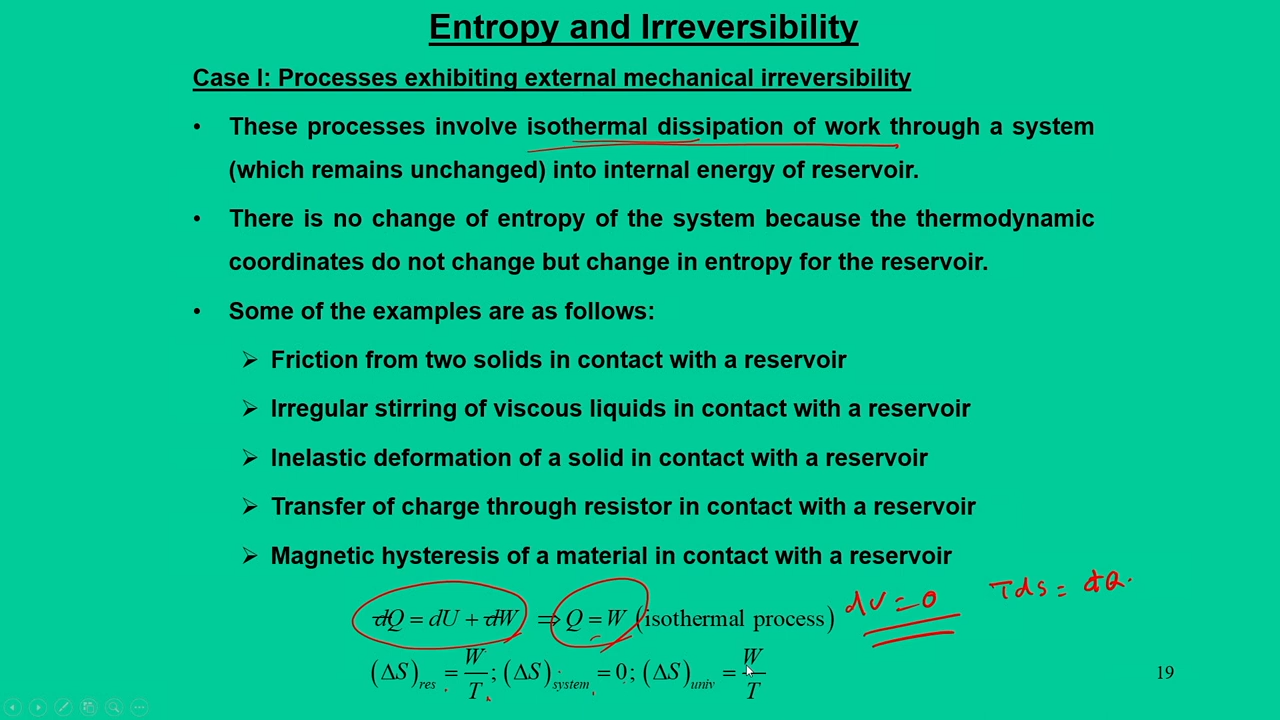 Entropy and Irreversibility
Case I: Processes exhibiting external mechanical irreversibility
• These processes involve isothermal dissipation of work through a system
(which remains unchanged) into internal energy of reservoir.
• There is no change of entropy of the system because the thermodynamic
coordinates do not change but change in entropy for the reservoir.
• Some of the examples are as follows:
➢ Friction from two solids in contact with a reservoir
➢ Irregular stirring of viscous liquids in contact with a reservoir
➢ Inelastic deformation of a solid in contact with a reservoir
➢ Transfer of charge through resistor in contact with a reservoir
➢ Magnetic hysteresis of a material in contact with a reservoir
đQ = dU + đW ⇒ Q = W (isothermal process) dU = 0 Tds = đQ.
(ΔS)res = W/T; (ΔS)system = 0; (ΔS)univ = W/T
19